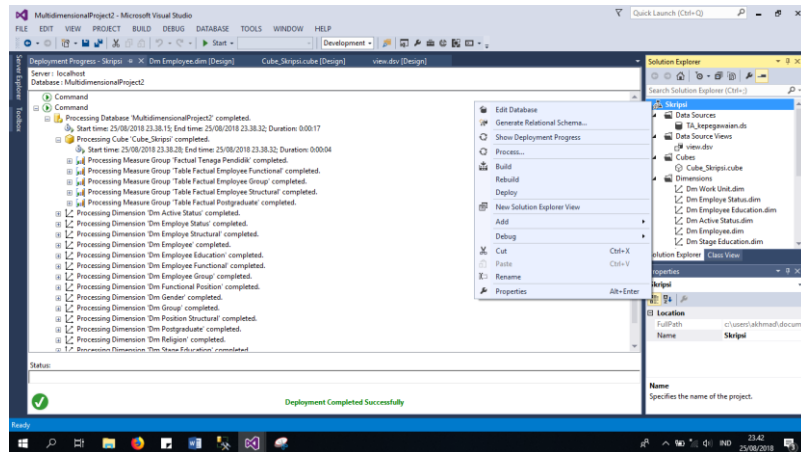 MultidimensionalProject2 - Microsoft Visual Studio
Quick Launch (Ctrl+Q)
FILE EDIT VIEW PROJECT BUILD DEBUG DATABASE TOOLS WINDOW HELP
Start - Development
Server Explorer
Toolbox
Deployment Progress - Skripsi Dm Employee.dim [Design] Cube_Skripsi.cube [Design] view.dsv [Design]
Server : localhost
Database : MultidimensionalProject2
Command
Command
Processing Database 'MultidimensionalProject2' completed.
Start time: 25/08/2018 23.38.15; End time: 25/08/2018 23.38.32; Duration: 0:00:17
Processing Cube 'Cube_Skripsi' completed.
Start time: 25/08/2018 23.38.28; End time: 25/08/2018 23.38.32; Duration: 0:00:04
Processing Measure Group 'Factual Tenaga Pendidik' completed.
Processing Measure Group 'Table Factual Employee Functional' completed.
Processing Measure Group 'Table Factual Employee Group' completed.
Processing Measure Group 'Table Factual Employee Structural' completed.
Processing Measure Group 'Table Factual Postgraduate' completed.
Processing Dimension 'Dm Active Status' completed.
Processing Dimension 'Dm Employe Status' completed.
Processing Dimension 'Dm Employe Structural' completed.
Processing Dimension 'Dm Employee' completed.
Processing Dimension 'Dm Employee Education' completed.
Processing Dimension 'Dm Employee Functional' completed.
Processing Dimension 'Dm Employee Group' completed.
Processing Dimension 'Dm Functional Position' completed.
Processing Dimension 'Dm Gender' completed.
Processing Dimension 'Dm Group' completed.
Processing Dimension 'Dm Position Structural' completed.
Processing Dimension 'Dm Postgraduate' completed.
Processing Dimension 'Dm Religion' completed.
Processing Dimension 'Dm Stage Education' completed.
Status:
Deployment Completed Successfully
Edit Database
Generate Relational Schema...
Show Deployment Progress
Process...
Build
Rebuild
Deploy
New Solution Explorer View
Add
Debug
Cut Ctrl+X
Paste Ctrl+V
Rename
Properties Alt+Enter
Solution Explorer
Search Solution Explorer (Ctrl+;)
Skripsi
Data Sources
TA_kepegawaian.ds
Data Source Views
view.dsv
Cubes
Cube_Skripsi.cube
Dimensions
Dm Work Unit.dim
Dm Employe Status.dim
Dm Employee Education.dim
Dm Active Status.dim
Dm Employee.dim
Dm Stage Education.dim
olution Explorer Class View
roperties
kripsi
Location
FullPath c:\users\akhmad\docum
Name Skripsi
Name
Specifies the name of the project.
Ready
IND
23.42
25/08/2018